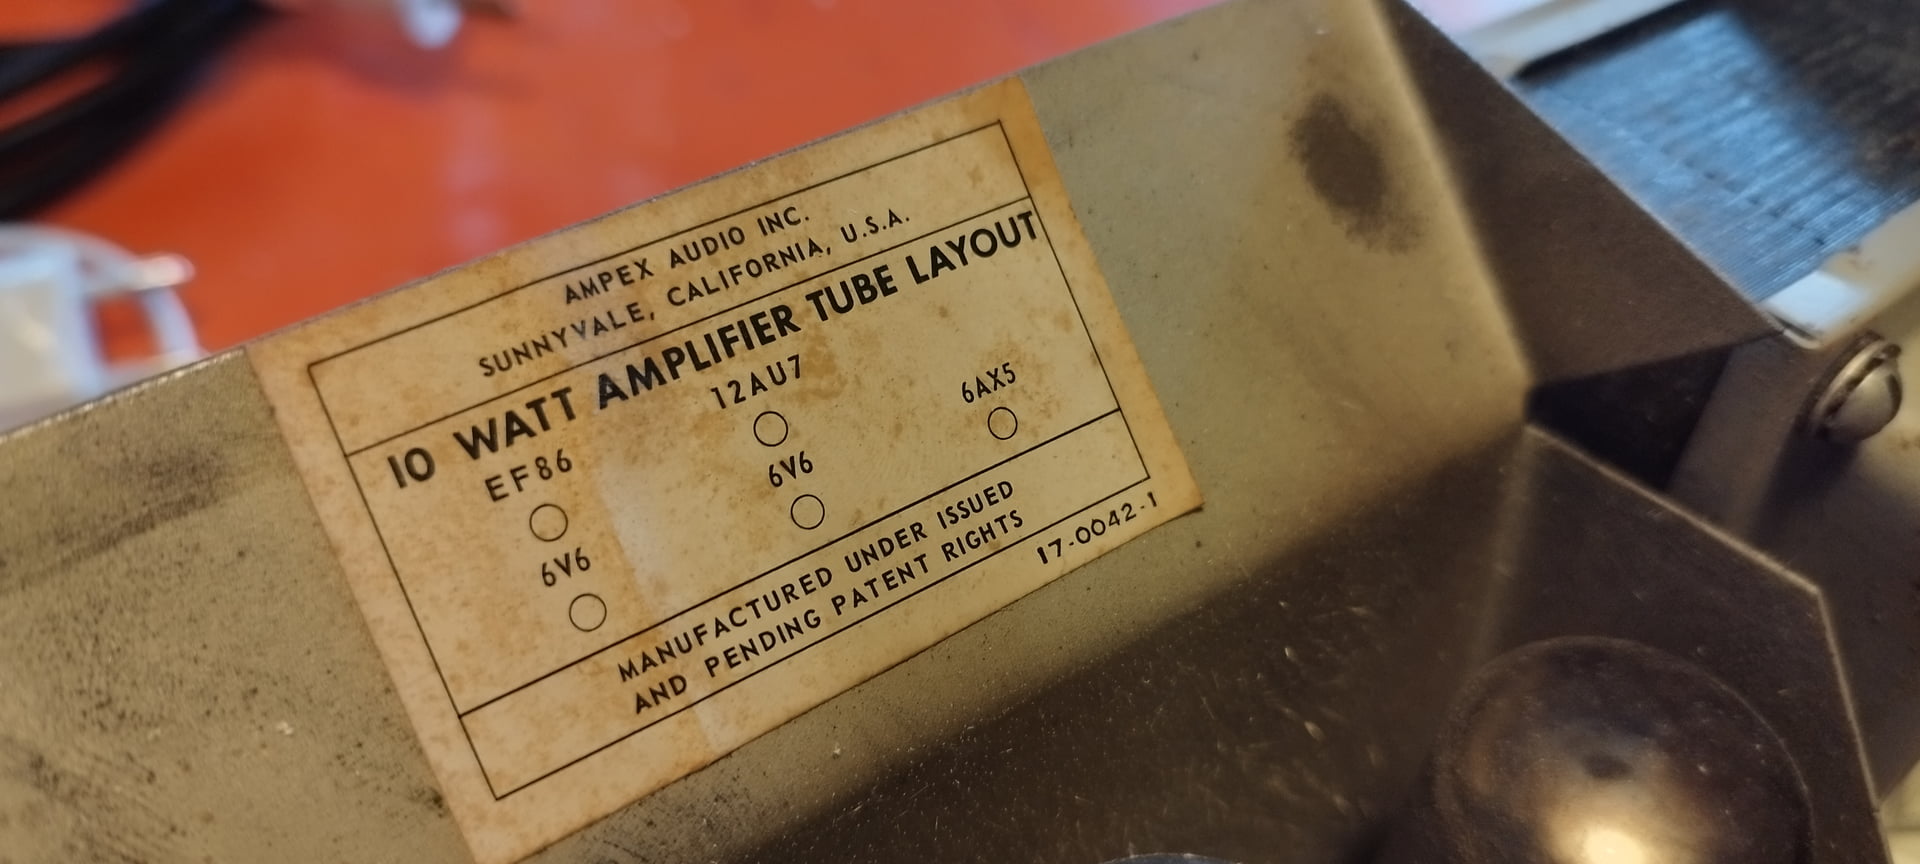 AMPEX AUDIO INC.
SUNNYVALE, CALIFORNIA, U.S.A.
10 WATT AMPLIFIER TUBE LAYOUT
EF86 12AU7 6AX5
6V6 6V6
MANUFACTURED UNDER ISSUED
AND PENDING PATENT RIGHTS
17-0042-1